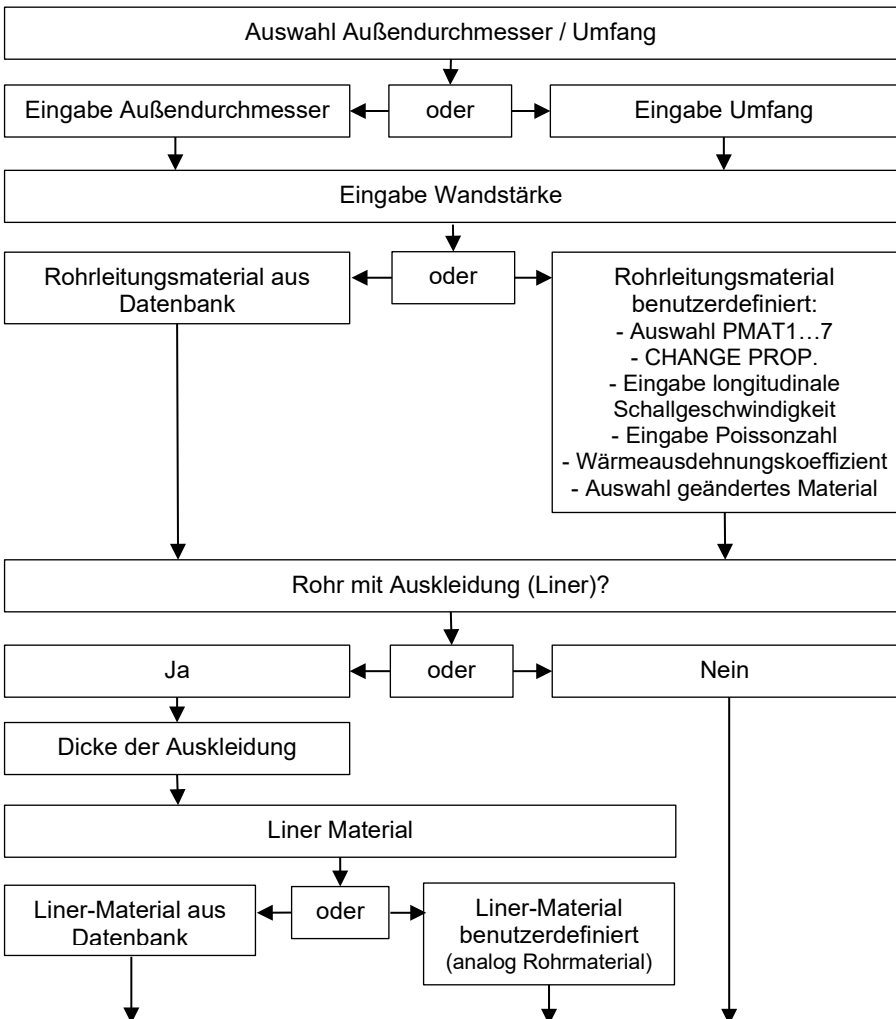 Auswahl Außendurchmesser / Umfang
Eingabe Außendurchmesser
oder
Eingabe Umfang
Eingabe Wandstärke
Rohrleitungsmaterial aus
Datenbank
oder
Rohrleitungsmaterial
benutzerdefiniert:
- Auswahl PMAT1…7
- CHANGE PROP.
- Eingabe longitudinale
Schallgeschwindigkeit
- Eingabe Poissonzahl
- Wärmeausdehnungskoeffizient
- Auswahl geändertes Material
Rohr mit Auskleidung (Liner)?
Ja
oder
Nein
Dicke der Auskleidung
Liner Material
Liner-Material aus
Datenbank
oder
Liner-Material
benutzerdefiniert
(analog Rohrmaterial)